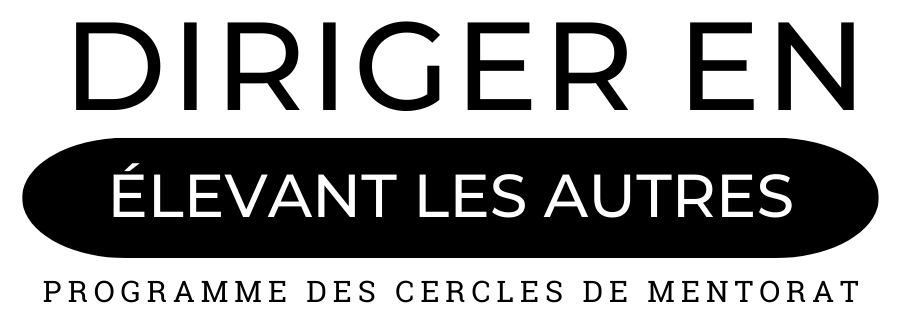 DIRIGER EN
ÉLEVANT LES AUTRES
PROGRAMME DES CERCLES DE MENTORAT